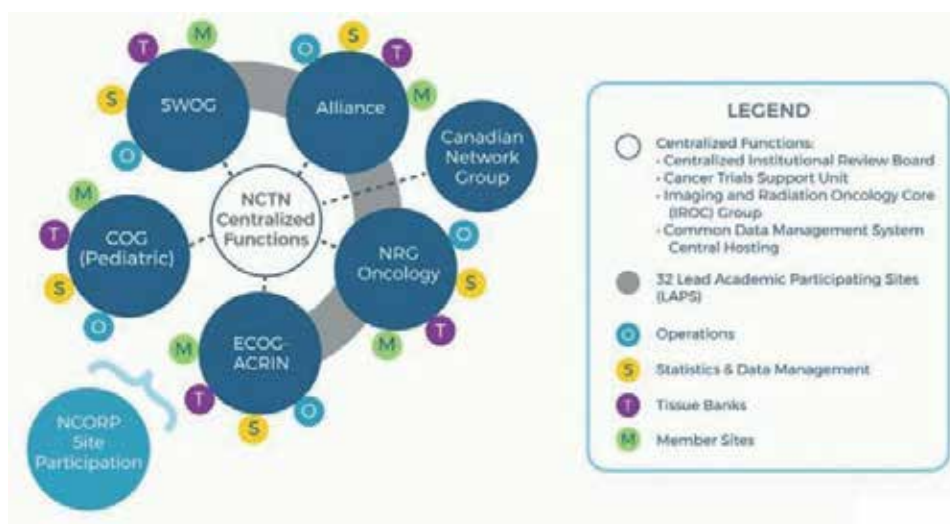 T
M
SWOG
S
O
O
S
T
Alliance
M
Canadian
Network
Group
M
T
COG
(Pediatric)
S
O
NCTN
Centralized
Functions
NRG
Oncology
O
S
T
M
ECOG-
ACRIN
M
T
S
O
NCORP
Site
Participation
LEGEND
Centralized Functions:
• Centralized Institutional Review Board
• Cancer Trials Support Unit
• Imaging and Radiation Oncology Core
(IROC) Group
• Common Data Management System
Central Hosting
32 Lead Academic Participating Sites
(LAPS)
O Operations
S Statistics & Data Management
T Tissue Banks
M Member Sites